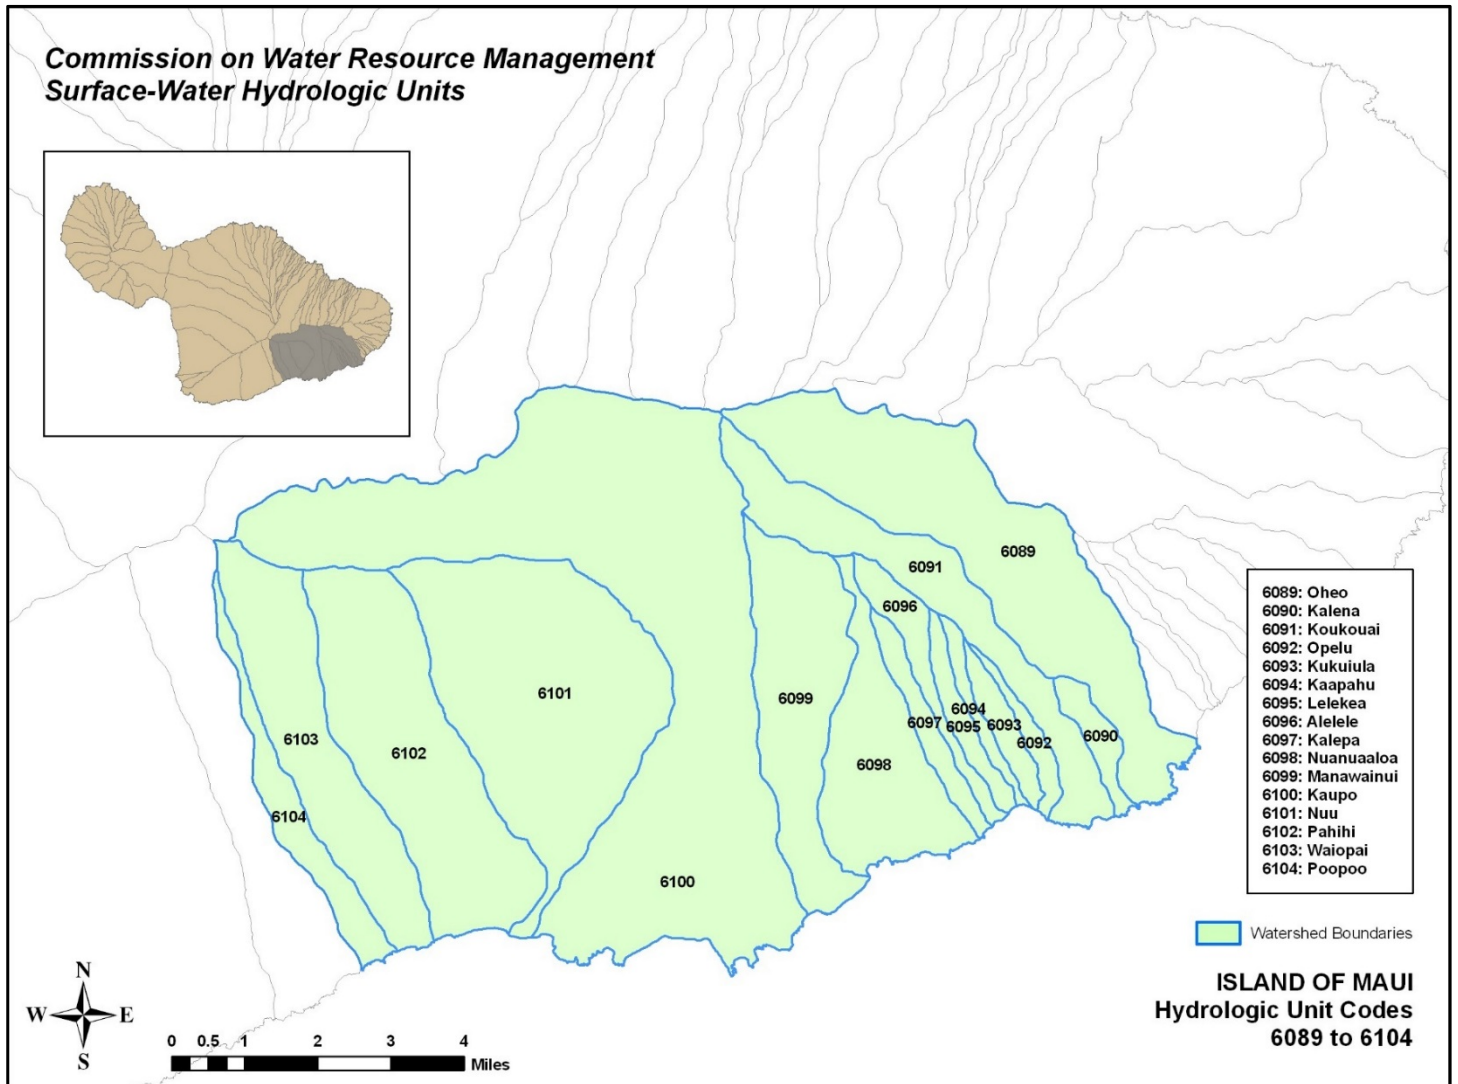 Commission on Water Resource Management
Surface-Water Hydrologic Units
6089
6091
6096
6101
6099
6094
6103
6097
6095
6093
6090
6102
6092
6098
6104
6100
6089: Oheo
6090: Kalena
6091: Koukouai
6092: Opelu
6093: Kukuiula
6094: Kaapahu
6095: Lelekea
6096: Alelele
6097: Kalepa
6098: Nuanuaaloa
6099: Manawainui
6100: Kaupo
6101: Nuu
6102: Pahihi
6103: Waiopai
6104: Poopoo
Watershed Boundaries
ISLAND OF MAUI
Hydrologic Unit Codes
6089 to 6104
N
W E
S
0 0.5 1 2 3 4
Miles